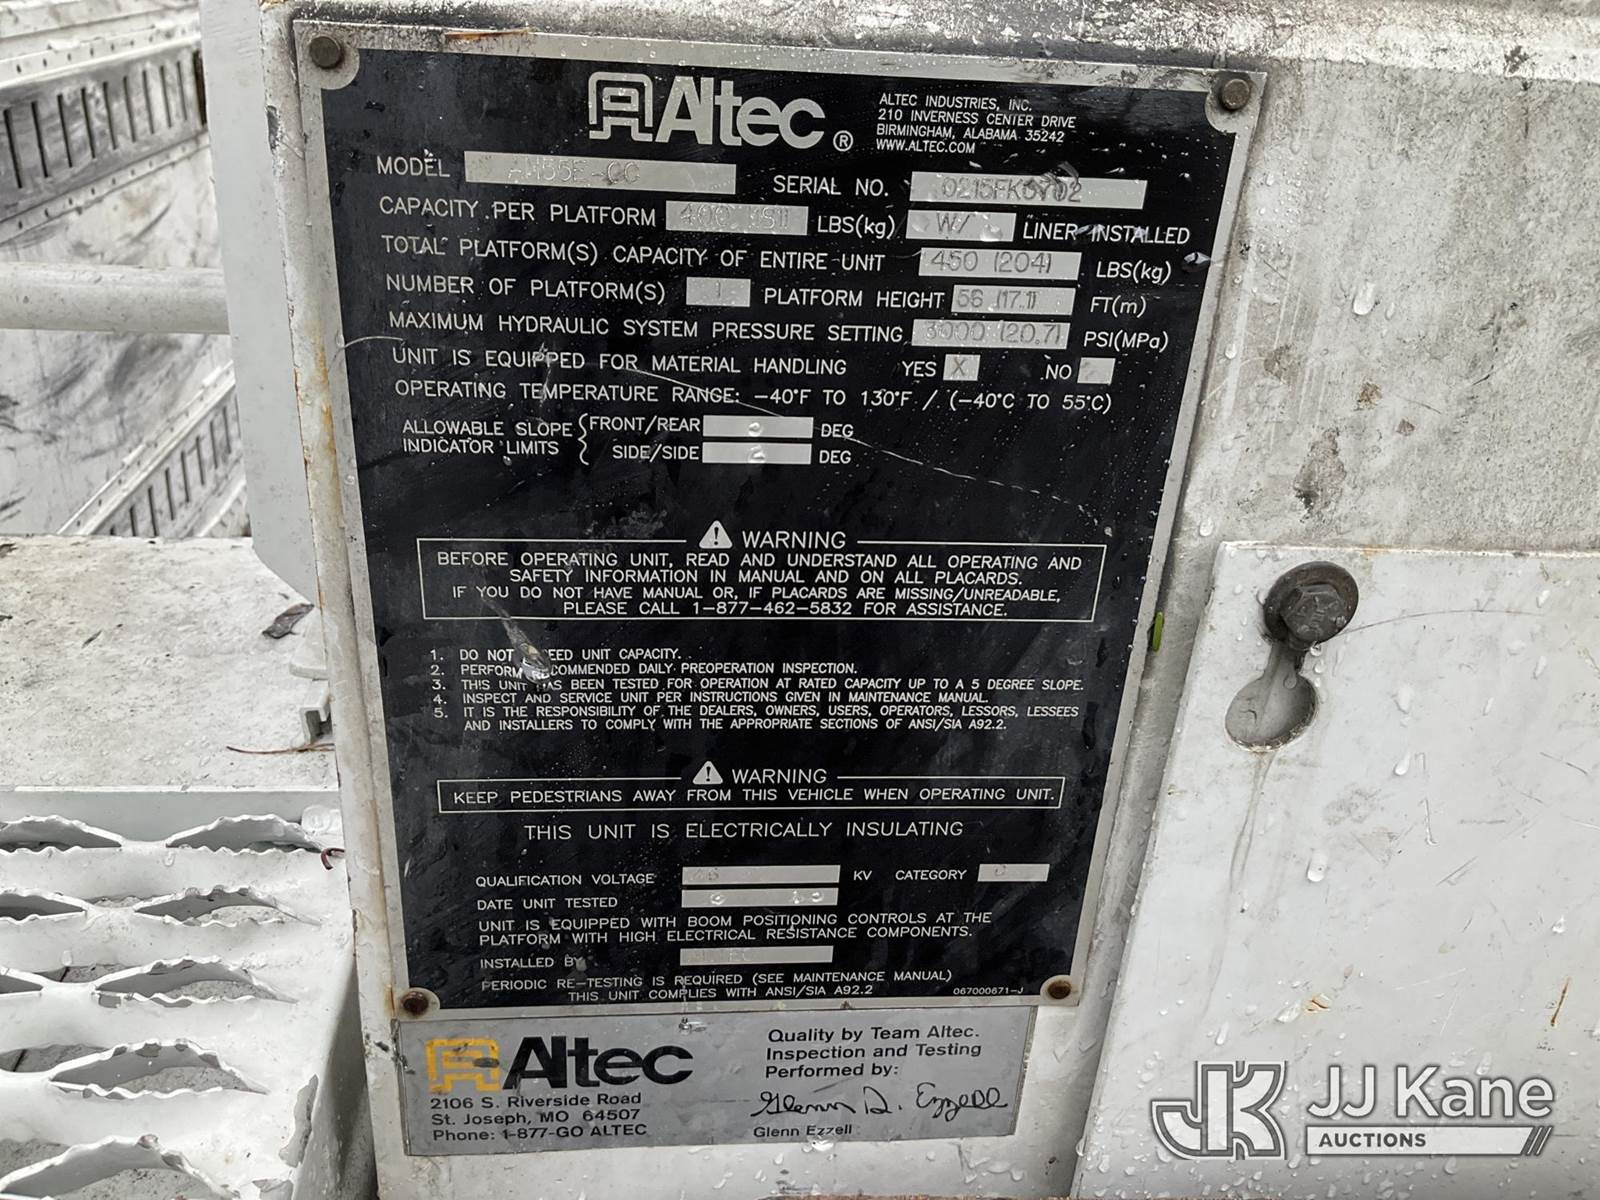 Altec®
ALTEC INDUSTRIES, INC.
210 INVERNESS CENTER DRIVE
BIRMINGHAM, ALABAMA 35242
WWW.ALTEC.COM
MODEL
SERIAL NO.
CAPACITY PER PLATFORM 400 (181) LBS(kg) W/ LINER INSTALLED
TOTAL PLATFORM(S) CAPACITY OF ENTIRE UNIT 450 (204) LBS(kg)
NUMBER OF PLATFORM(S) 1 PLATFORM HEIGHT 56 (17.1) FT(m)
MAXIMUM HYDRAULIC SYSTEM PRESSURE SETTING 3000 (20.7) PSI(MPa)
UNIT IS EQUIPPED FOR MATERIAL HANDLING YES X NO
OPERATING TEMPERATURE RANGE: -40°F TO 130°F / (-40°C TO 55°C)
ALLOWABLE SLOPE INDICATOR LIMITS
FRONT/REAR DEG
SIDE/SIDE DEG
WARNING
BEFORE OPERATING UNIT, READ AND UNDERSTAND ALL OPERATING AND
SAFETY INFORMATION IN MANUAL AND ON ALL PLACARDS.
IF YOU DO NOT HAVE MANUAL OR, IF PLACARDS ARE MISSING/UNREADABLE,
PLEASE CALL 1-877-462-5832 FOR ASSISTANCE.
1. DO NOT UNIT CAPACITY.
2. PERFORM DAILY PREOPERATION INSPECTION.
3. THIS UNIT HAS BEEN TESTED FOR OPERATION AT RATED CAPACITY UP TO A 5 DEGREE SLOPE.
4. INSPECT AND SERVICE UNIT PER INSTRUCTIONS GIVEN IN MAINTENANCE MANUAL.
5. IT IS THE RESPONSIBILITY OF THE DEALERS, OWNERS, USERS, OPERATORS, LESSORS, LESSEES
AND INSTALLERS TO COMPLY WITH THE APPROPRIATE SECTIONS OF ANSI/SIA A92.2.
WARNING
KEEP PEDESTRIANS AWAY FROM THIS VEHICLE WHEN OPERATING UNIT.
THIS UNIT IS ELECTRICALLY INSULATING
QUALIFICATION VOLTAGE KV CATEGORY
DATE UNIT TESTED
UNIT IS EQUIPPED WITH BOOM POSITIONING CONTROLS AT THE
PLATFORM WITH HIGH ELECTRICAL RESISTANCE COMPONENTS.
INSTALLED BY
PERIODIC RE-TESTING IS REQUIRED (SEE MAINTENANCE MANUAL)
THIS UNIT COMPLIES WITH ANSI/SIA A92.2
067000671-J
Altec
2106 S. Riverside Road
St. Joseph, MO 64507
Phone: 1-877-GO ALTEC
Quality by Team Altec.
Inspection and Testing
Performed by:
Glenn D. Ezzell
Glenn Ezzell
JK JJ Kane
AUCTIONS